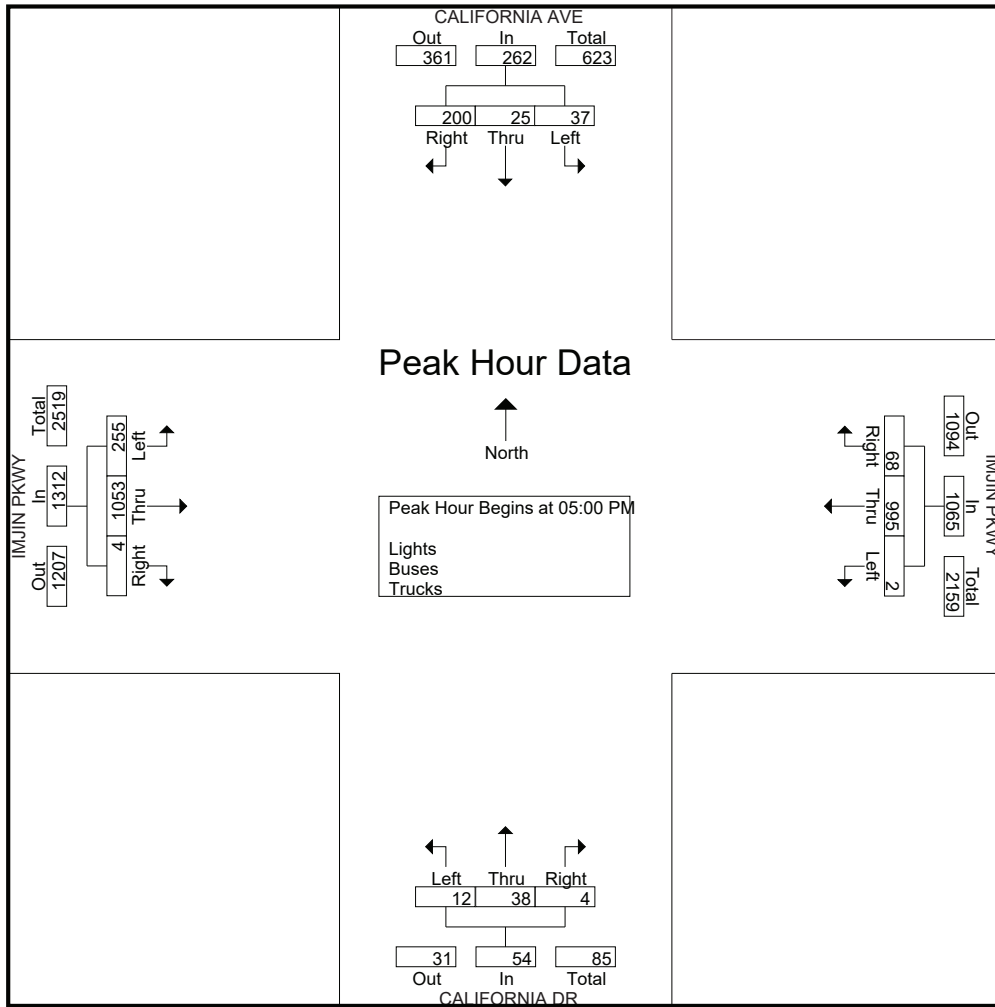 CALIFORNIA AVE
Out In Total
361 262 623
200 25 37
Right Thru Left
Peak Hour Data
North
Peak Hour Begins at 05:00 PM
Lights
Buses
Trucks
IMJIN PKWY
Total In Out
2519 1312 1207
255 1053 4
Left Thru Right
IMJIN PKWY
Out In Total
1094 1065 2159
68 995 2
Right Thru Left
Left Thru Right
12 38 4
31 54 85
Out In Total
CALIFORNIA DR